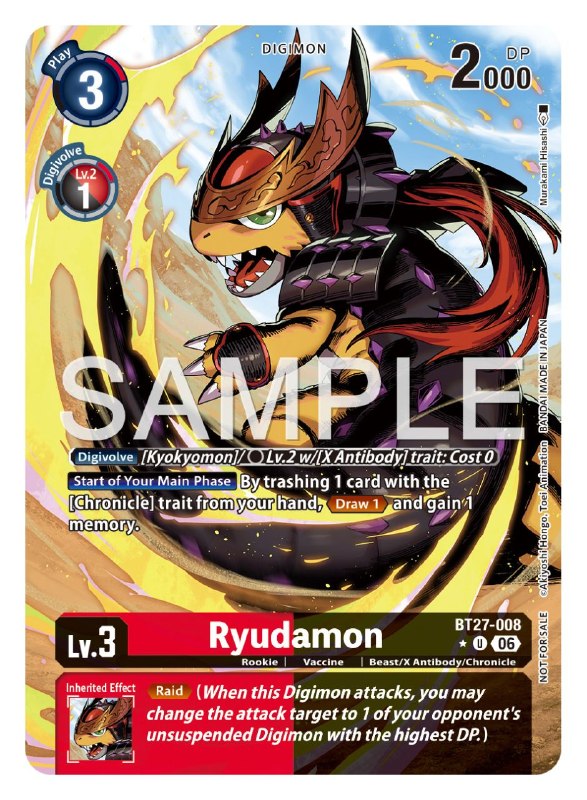 Play
3
DIGIMON
DP
2000
Digivolve
Lv.2
1
Murakami Hisashi
SAMPLE
Digivolve [Kyokyomon]/ Lv.2 w/[X Antibody] trait: Cost 0
Start of Your Main Phase By trashing 1 card with the
[Chronicle] trait from your hand, Draw 1 and gain 1
memory.
©Akiyoshi Hongo, Toei Animation BANDAI MADE IN JAPAN
NOT FOR SALE
Lv.3
Ryudamon
BT27-008
U 06
Rookie | Vaccine | Beast/X Antibody/Chronicle
Inherited Effect
Raid (When this Digimon attacks, you may
change the attack target to 1 of your opponent's
unsuspended Digimon with the highest DP.)